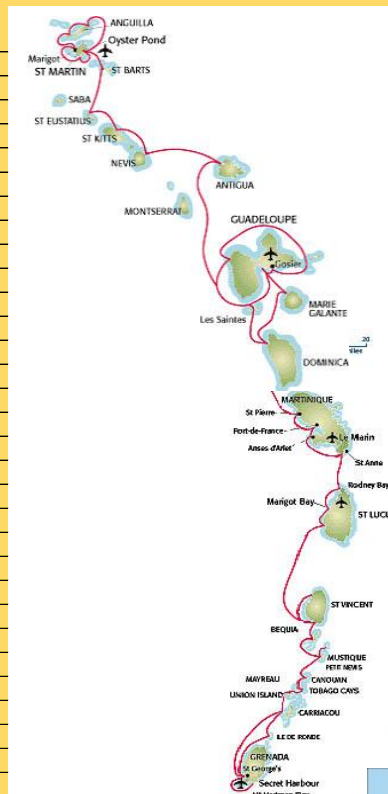 ANGUILLA
Oyster Pond
Marigot
ST MARTIN
ST BARTS
SABA
ST EUSTATIUS
ST KITTS
NEVIS
ANTIGUA
MONTSERRAT
GUADELOUPE
Gosier
MARIE
GALANTE
Les Saintes
20
DOMINICA
MARTINIQUE
St Pierre
Fort-de-France
Le Marin
Anses d'Arlet
St Anne
Rodney Bay
Marigot Bay
ST LUCI
ST VINCENT
BEQUIA
MUSTIQUE
PETIT NEVIS
MAYREAU
CANOUAN
UNION ISLAND
TOBAGO CAYS
CARRIACOU
ILE DE RONDE
GRENADA
St George's
Secret Harbour